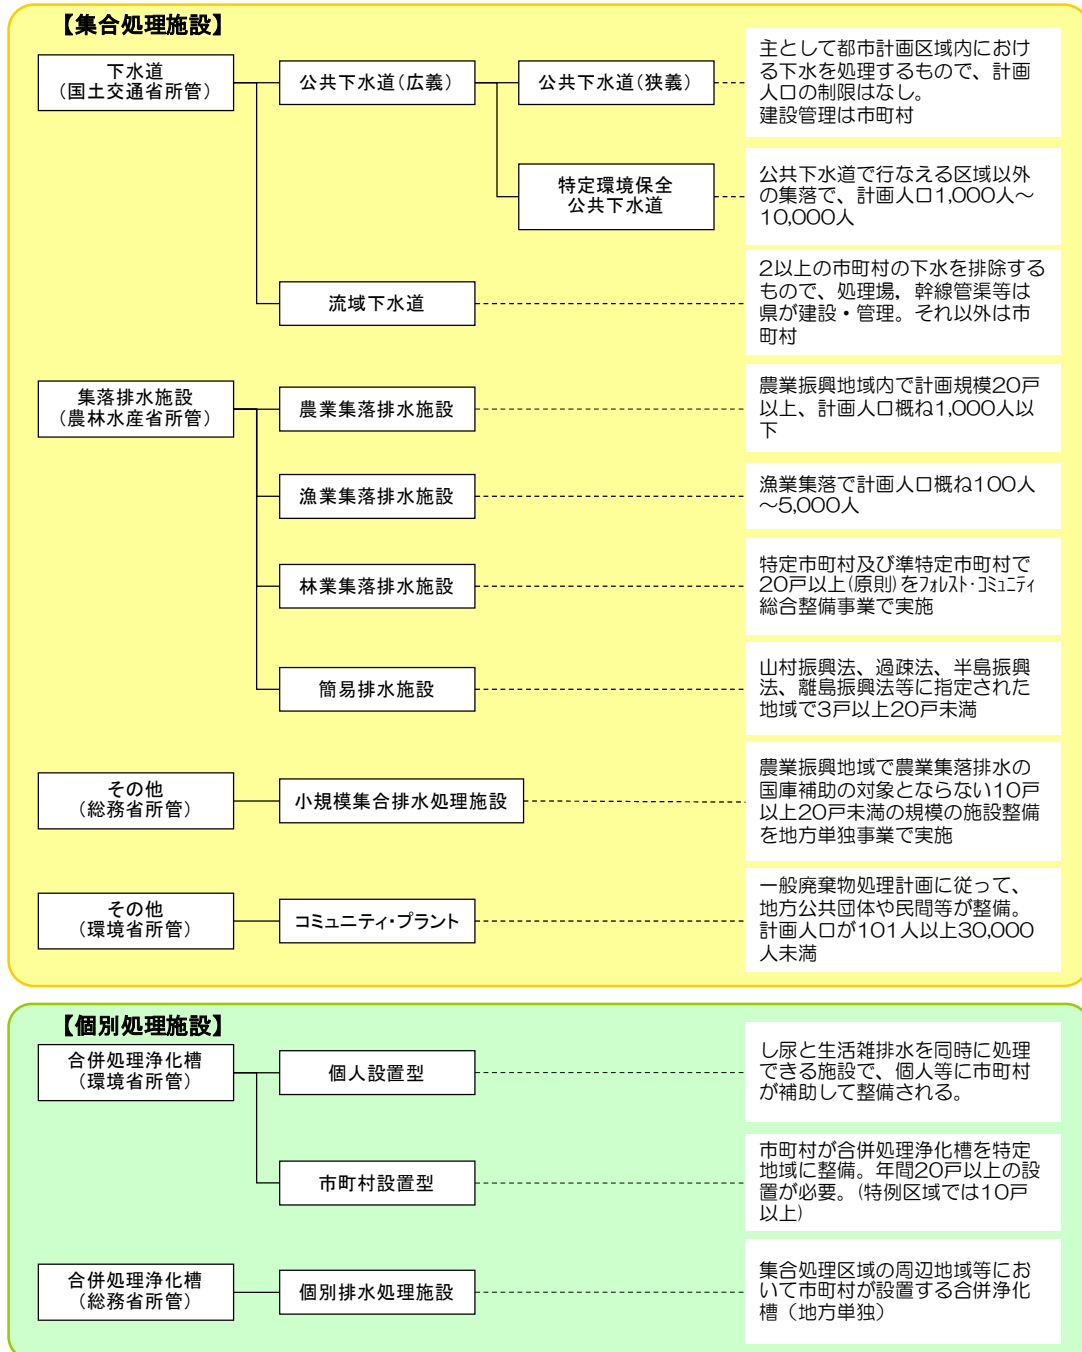 【集合処理施設】
下水道
（国土交通省所管）
公共下水道（広義）
公共下水道（狭義）
主として都市計画区域内におけ
る下水を処理するもので、計画
人口の制限はなし。
建設管理は市町村
特定環境保全
公共下水道
公共下水道で行なえる区域以外
の集落で、計画人口1,000人～
10,000人
流域下水道
2以上の市町村の下水を排除する
もので、処理場，幹線管渠等は
県が建設・管理。それ以外は市
町村
集落排水施設
（農林水産省所管）
農業集落排水施設
農業振興地域内で計画規模20戸
以上、計画人口概ね1,000人以
下
漁業集落排水施設
漁業集落で計画人口概ね100人
～5,000人
林業集落排水施設
特定市町村及び準特定市町村で
20戸以上(原則)をﾌｫﾚｽﾄ・ｺﾐｭﾆﾃｨ
総合整備事業で実施
簡易排水施設
山村振興法、過疎法、半島振興
法、離島振興法等に指定された
地域で3戸以上20戸未満
その他
（総務省所管）
小規模集合排水処理施設
農業振興地域で農業集落排水の
国庫補助の対象とならない10戸
以上20戸未満の規模の施設整備
を地方単独事業で実施
その他
（環境省所管）
コミュニティ・プラント
一般廃棄物処理計画に従って、
地方公共団体や民間等が整備。
計画人口が101人以上30,000
人未満
【個別処理施設】
合併処理浄化槽
（環境省所管）
個人設置型
し尿と生活雑排水を同時に処理
できる施設で、個人等に市町村
が補助して整備される。
市町村設置型
市町村が合併処理浄化槽を特定
地域に整備。年間20戸以上の設
置が必要。(特例区域では10戸
以上)
合併処理浄化槽
（総務省所管）
個別排水処理施設
集合処理区域の周辺地域等にお
いて市町村が設置する合併浄化
槽（地方単独）